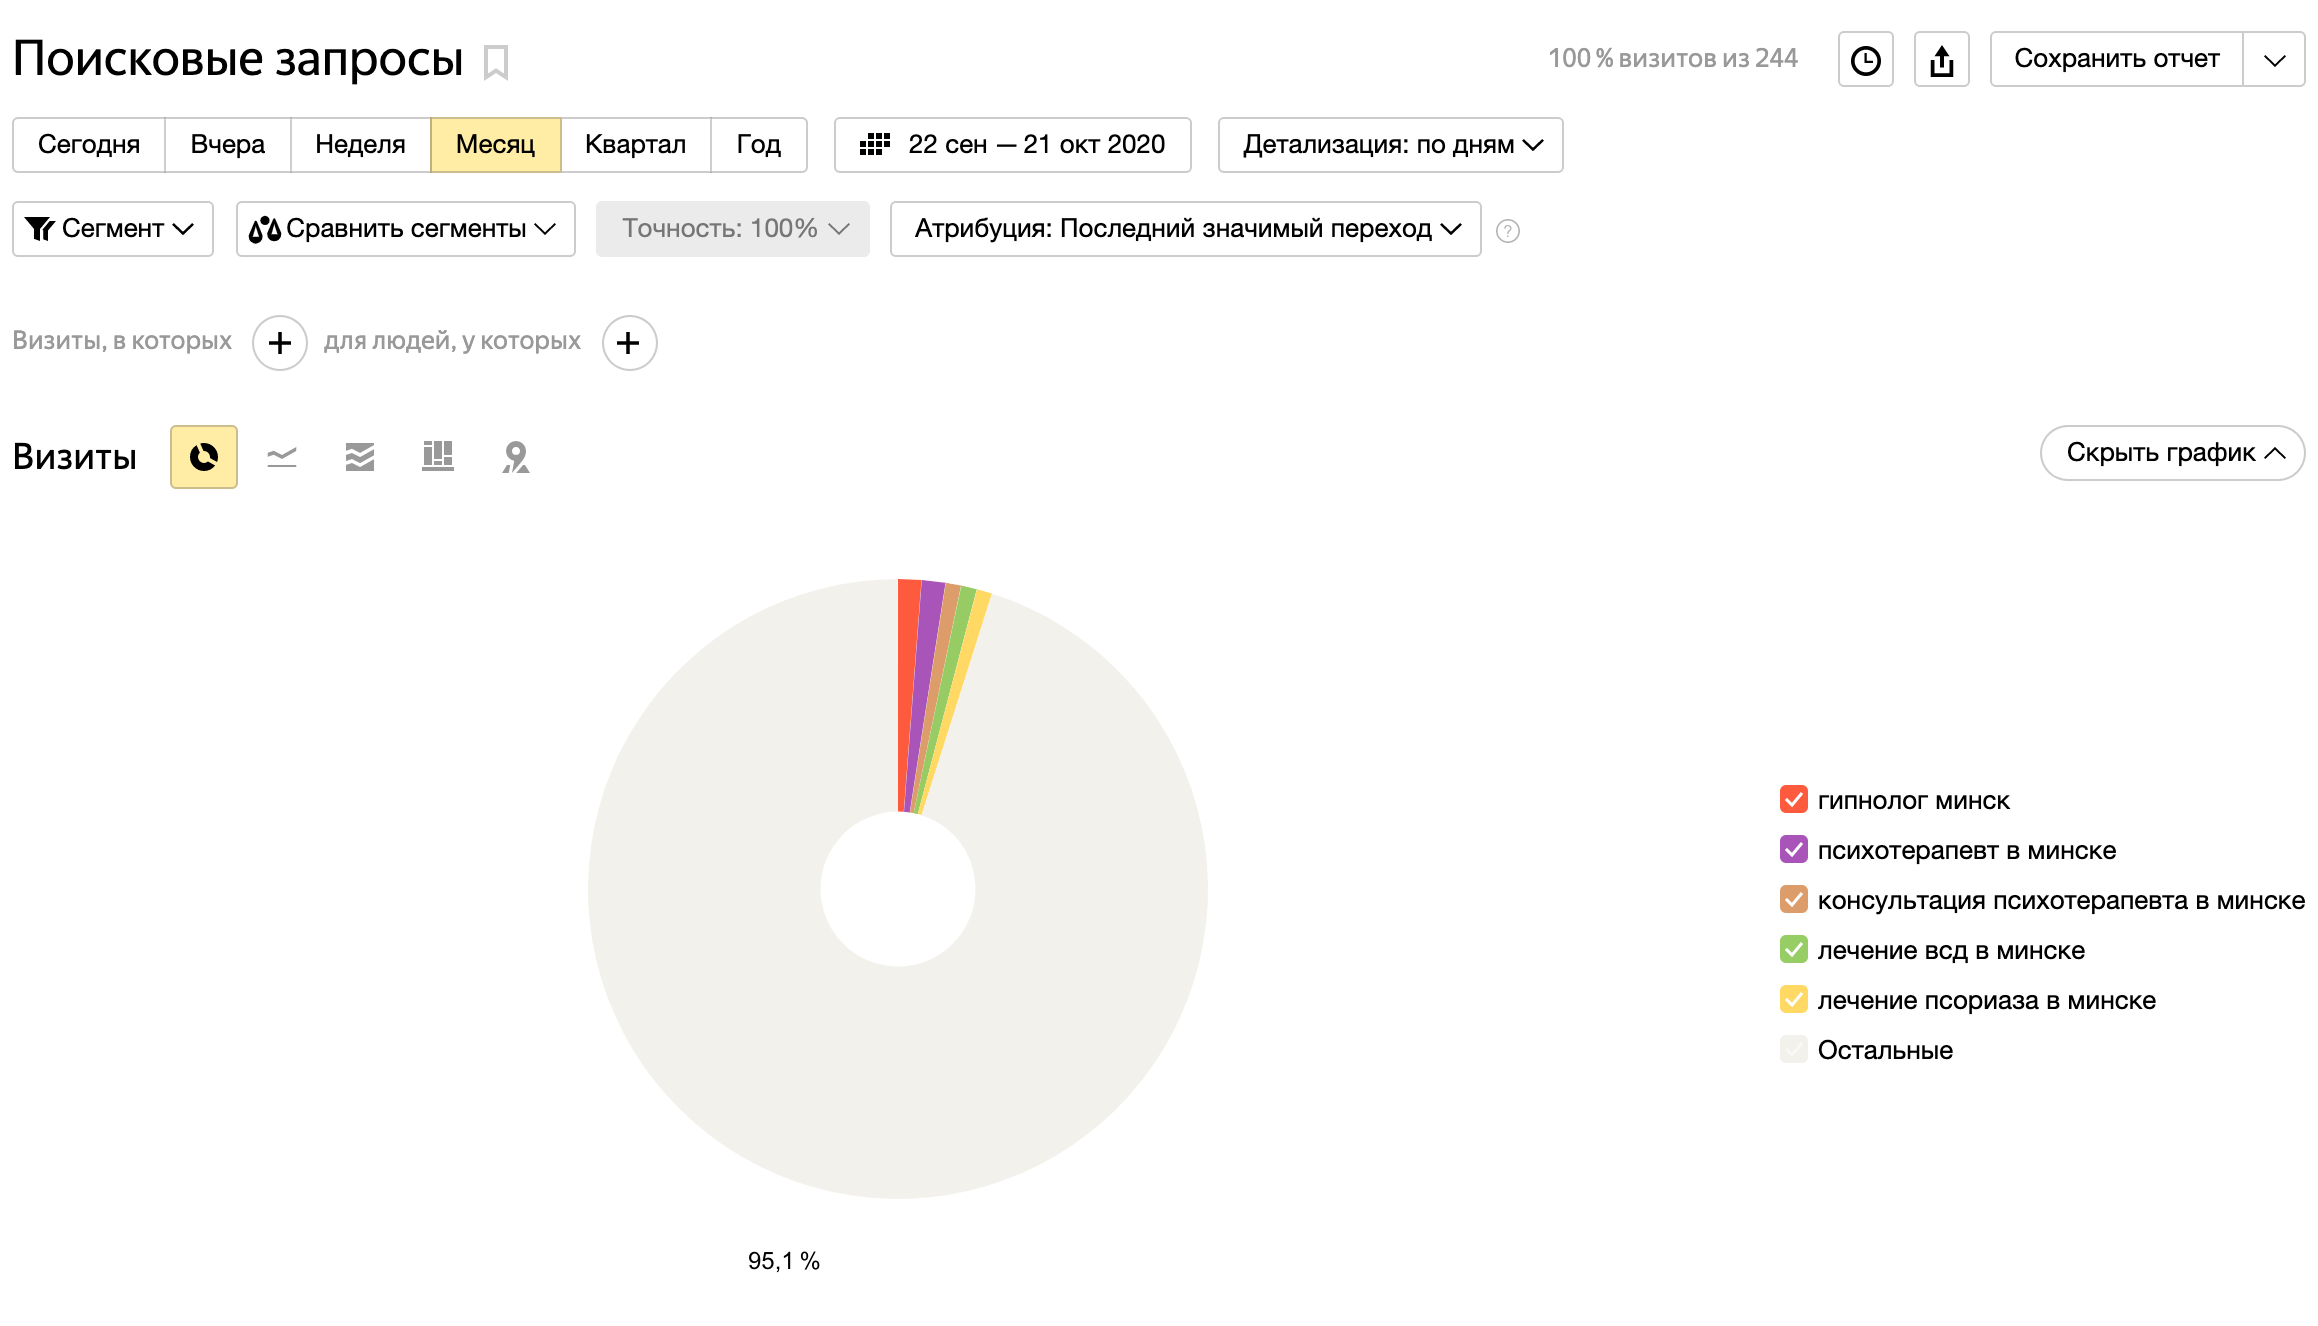 Поисковые запросы
100 % визитов из 244
Сохранить отчет
Сегодня
Вчера
Неделя
Месяц
Квартал
Год
22 сен — 21 окт 2020
Детализация: по дням
Сегмент
Сравнить сегменты
Точность: 100%
Атрибуция: Последний значимый переход
?
Визиты, в которых + для людей, у которых +
Визиты
Скрыть график
гипнолог минск
психотерапевт в минске
консультация психотерапевта в минске
лечение всд в минске
лечение псориаза в минске
Остальные
95,1 %